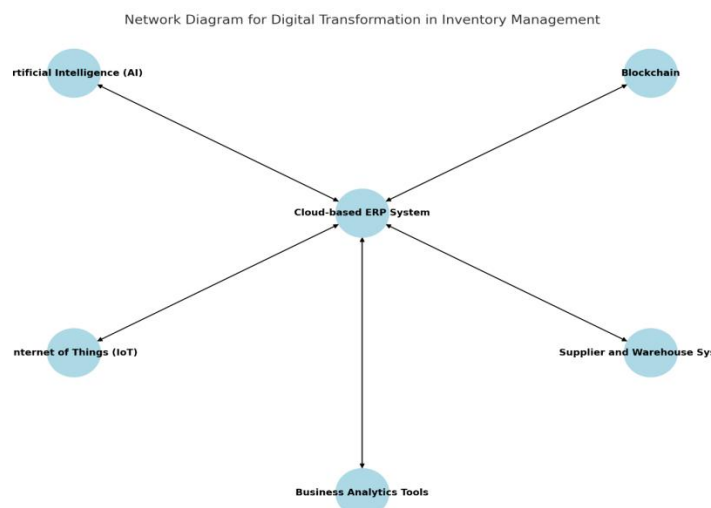 Network Diagram for Digital Transformation in Inventory Management
rtificial Intelligence (AI)
Blockchain
Cloud-based ERP System
nternet of Things (IoT)
Supplier and Warehouse Sys
Business Analytics Tools